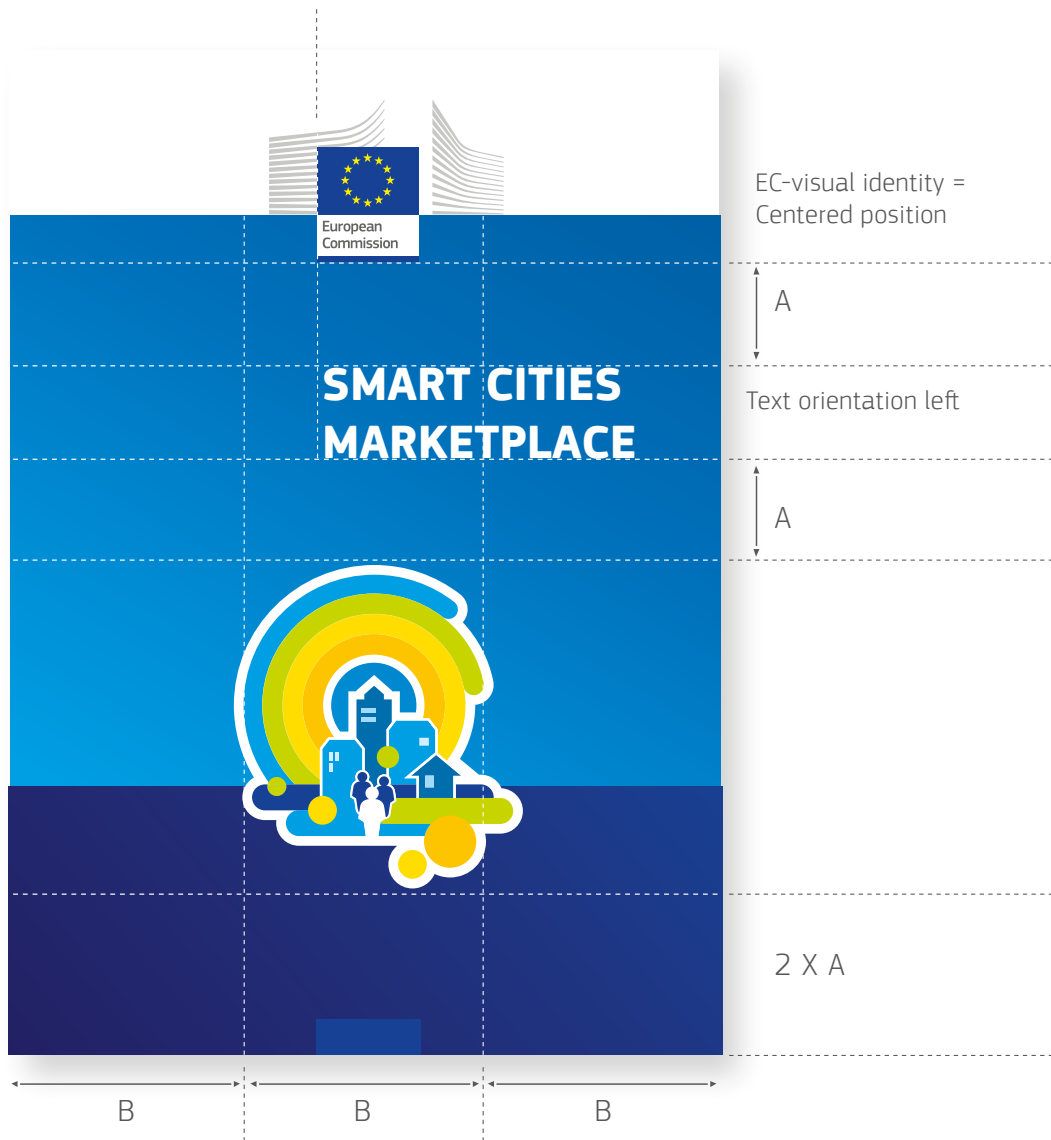 EC-visual identity =
Centered position
European
Commission
A
SMART CITIES
MARKETPLACE
Text orientation left
A
2 X A
B
B
B